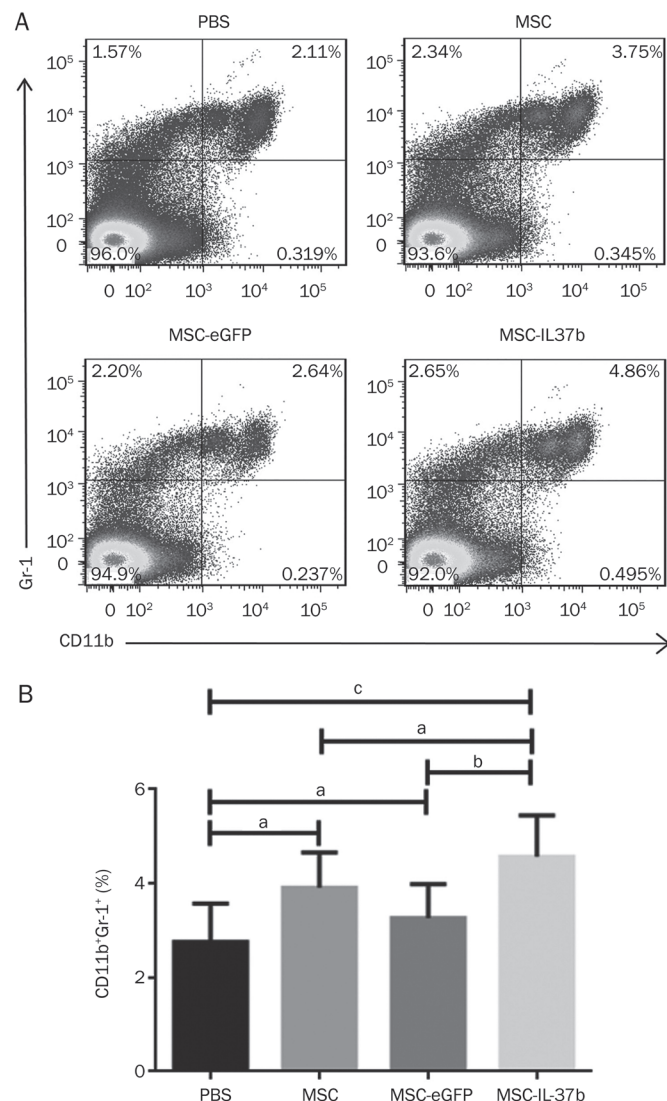 A
PBS
MSC
1.57%
2.11%
2.34%
3.75%
10⁵
10⁴
10³
10²
0
10⁵
10⁴
10³
10²
0
96.0%
0.319%
93.6%
0.345%
0 10² 10³ 10⁴ 10⁵
0 10² 10³ 10⁴ 10⁵
MSC-eGFP
MSC-IL37b
2.20%
2.64%
2.65%
4.86%
10⁵
10⁴
10³
10²
0
10⁵
10⁴
10³
10²
0
94.9%
0.237%
92.0%
0.495%
0 10² 10³ 10⁴ 10⁵
0 10² 10³ 10⁴ 10⁵
Gr-1
CD11b
B
c
a
b
a
a
6
4
2
0
CD11b⁺Gr-1⁺ (%)
PBS MSC MSC-eGFP MSC-IL-37b